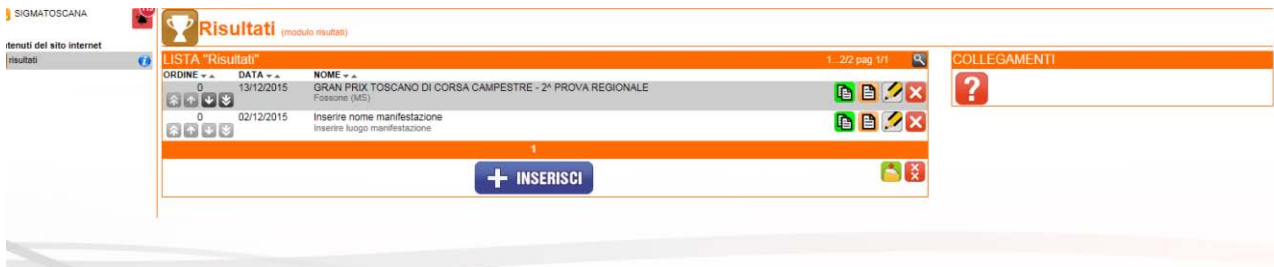 SIGMATOSCANA
ntenuti del sito internet
risultati
Risultati (modulo risultati)
LISTA "Risultati" 1...2/2 pag 1/1
COLLEGAMENTI
ORDINE DATA NOME
0 13/12/2015 GRAN PRIX TOSCANO DI CORSA CAMPESTRE - 2^ PROVA REGIONALE
Fossone (MS)
0 02/12/2015 Inserire nome manifestazione
Inserire luogo manifestazione
1
+ INSERISCI